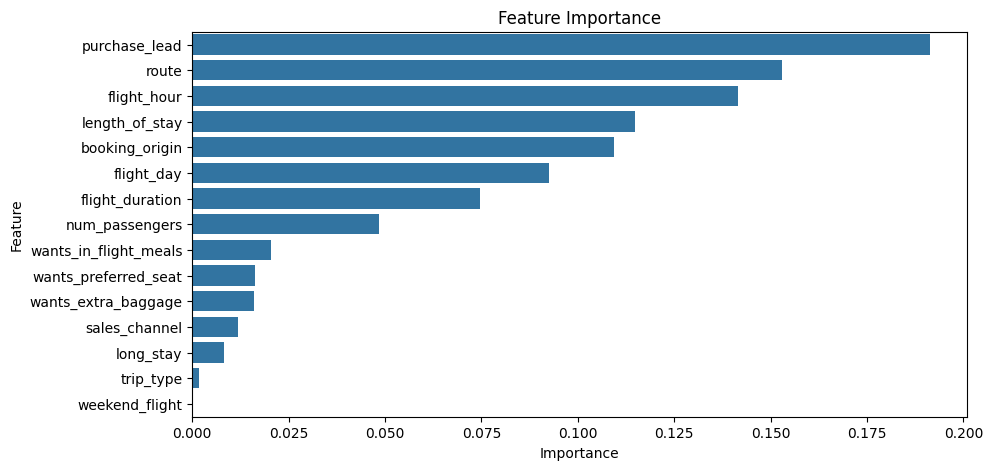 Feature Importance
purchase_lead
route
flight_hour
length_of_stay
booking_origin
flight_day
flight_duration
num_passengers
wants_in_flight_meals
wants_preferred_seat
wants_extra_baggage
sales_channel
long_stay
trip_type
weekend_flight
Feature
0.000 0.025 0.050 0.075 0.100 0.125 0.150 0.175 0.200
Importance